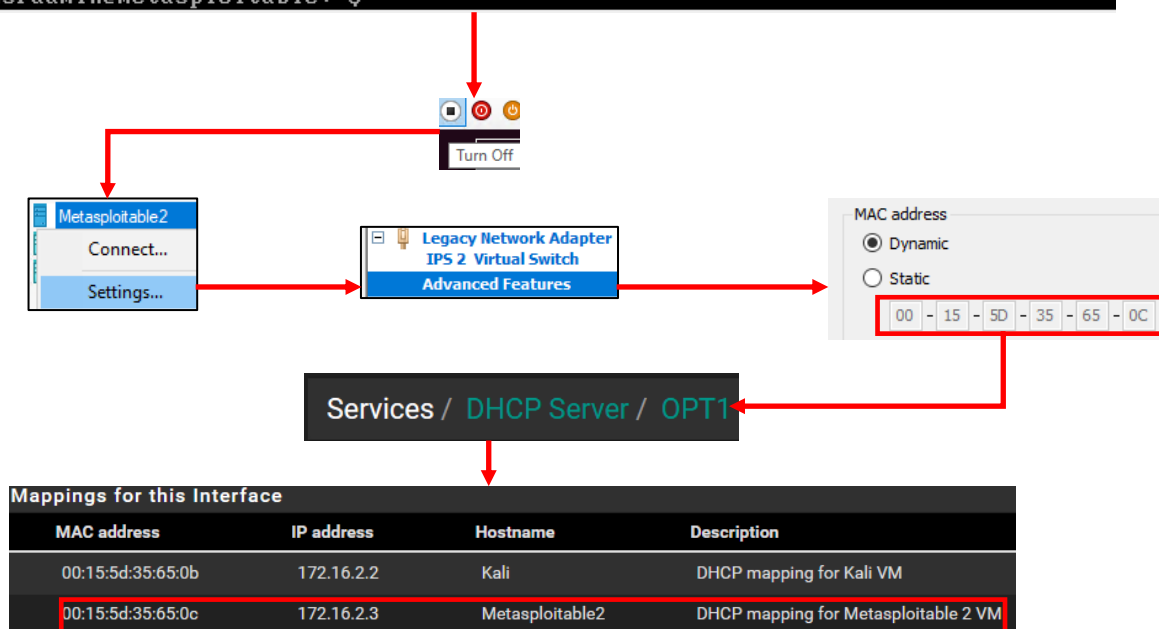 Turn Off
Metasploitable2
Connect...
Settings...
Legacy Network Adapter
IPS 2 Virtual Switch
Advanced Features
MAC address
Dynamic
Static
00 - 15 - 5D - 35 - 65 - 0C
Services / DHCP Server / OPT1
Mappings for this Interface
MAC address IP address Hostname Description
00:15:5d:35:65:0b 172.16.2.2 Kali DHCP mapping for Kali VM
00:15:5d:35:65:0c 172.16.2.3 Metasploitable2 DHCP mapping for Metasploitable 2 VM